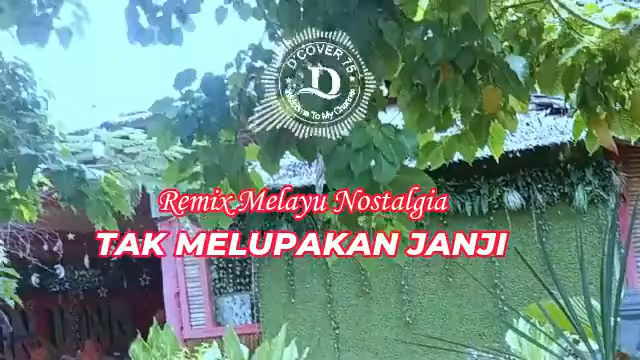 D'COVER 75
D
Welcome To My Channel
Remix Melayu Nostalgia
TAK MELUPAKAN JANJI